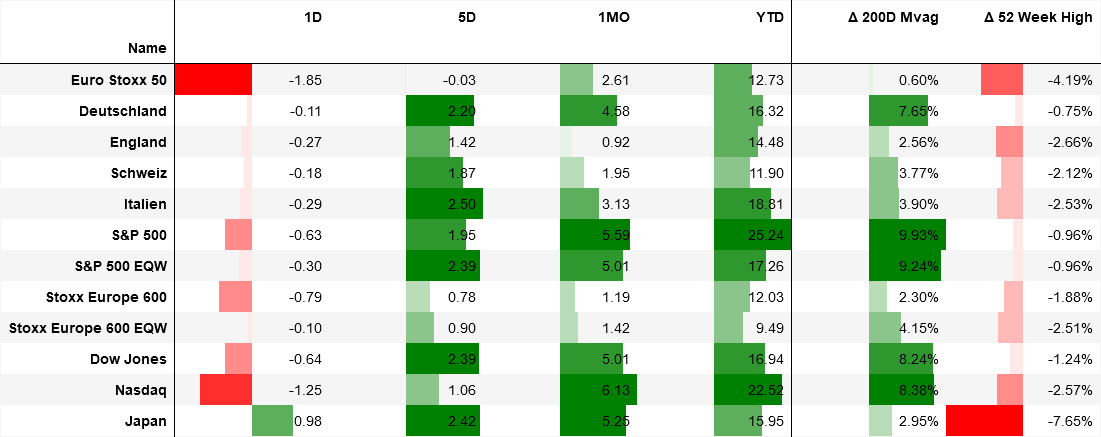 1D 5D 1MO YTD Δ 200D Mvag Δ 52 Week High
Name
Euro Stoxx 50 -1.85 -0.03 2.61 12.73 0.60% -4.19%
Deutschland -0.11 2.20 4.58 16.32 7.65% -0.75%
England -0.27 1.42 0.92 14.48 2.56% -2.66%
Schweiz -0.18 1.87 1.95 11.90 3.77% -2.12%
Italien -0.29 2.50 3.13 18.81 3.90% -2.53%
S&P 500 -0.63 1.95 5.59 25.24 9.93% -0.96%
S&P 500 EQW -0.30 2.39 5.01 17.26 9.24% -0.96%
Stoxx Europe 600 -0.79 0.78 1.19 12.03 2.30% -1.88%
Stoxx Europe 600 EQW -0.10 0.90 1.42 9.49 4.15% -2.51%
Dow Jones -0.64 2.39 5.01 16.94 8.24% -1.24%
Nasdaq -1.25 1.06 6.13 22.52 8.38% -2.57%
Japan 0.98 2.42 5.25 15.95 2.95% -7.65%